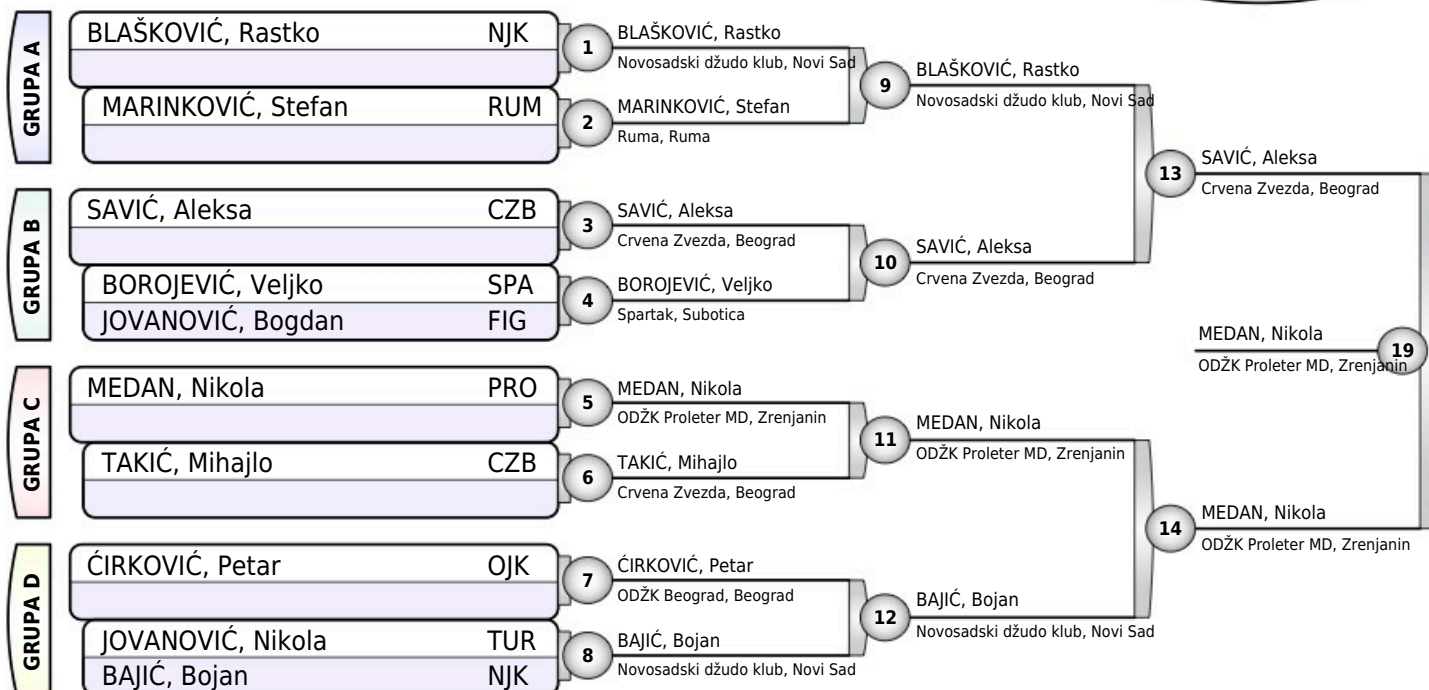 GRUPA A
BLAŠKOVIĆ, Rastko NJK
MARINKOVIĆ, Stefan RUM
1
BLAŠKOVIĆ, Rastko
Novosadski džudo klub, Novi Sad
2
MARINKOVIĆ, Stefan
Ruma, Ruma
9
BLAŠKOVIĆ, Rastko
Novosadski džudo klub, Novi Sad
GRUPA B
SAVIĆ, Aleksa CZB
BOROJEVIĆ, Veljko SPA
JOVANOVIĆ, Bogdan FIG
3
SAVIĆ, Aleksa
Crvena Zvezda, Beograd
4
BOROJEVIĆ, Veljko
Spartak, Subotica
10
SAVIĆ, Aleksa
Crvena Zvezda, Beograd
13
SAVIĆ, Aleksa
Crvena Zvezda, Beograd
GRUPA C
MEDAN, Nikola PRO
TAKIĆ, Mihajlo CZB
5
MEDAN, Nikola
ODŽK Proleter MD, Zrenjanin
6
TAKIĆ, Mihajlo
Crvena Zvezda, Beograd
11
MEDAN, Nikola
ODŽK Proleter MD, Zrenjanin
GRUPA D
ĆIRKOVIĆ, Petar OJK
JOVANOVIĆ, Nikola TUR
BAJIĆ, Bojan NJK
7
ĆIRKOVIĆ, Petar
ODŽK Beograd, Beograd
8
BAJIĆ, Bojan
Novosadski džudo klub, Novi Sad
12
BAJIĆ, Bojan
Novosadski džudo klub, Novi Sad
14
MEDAN, Nikola
ODŽK Proleter MD, Zrenjanin
MEDAN, Nikola
ODŽK Proleter MD, Zrenjanin
19